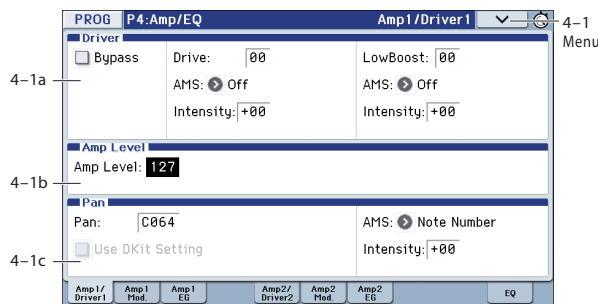 PROG P4:Amp/EQ Amp1/Driver1
4–1
Menu
Driver
Bypass Drive: 00 LowBoost: 00
4–1a
AMS: Off AMS: Off
Intensity: +00 Intensity: +00
Amp Level
Amp Level: 127
4–1b
Pan
Pan: C064 AMS: Note Number
Use DKit Setting Intensity: +00
4–1c
Amp1/ Driver1 Amp1 Mod. Amp1 EG Amp2/ Driver2 Amp2 Mod. Amp2 EG EQ